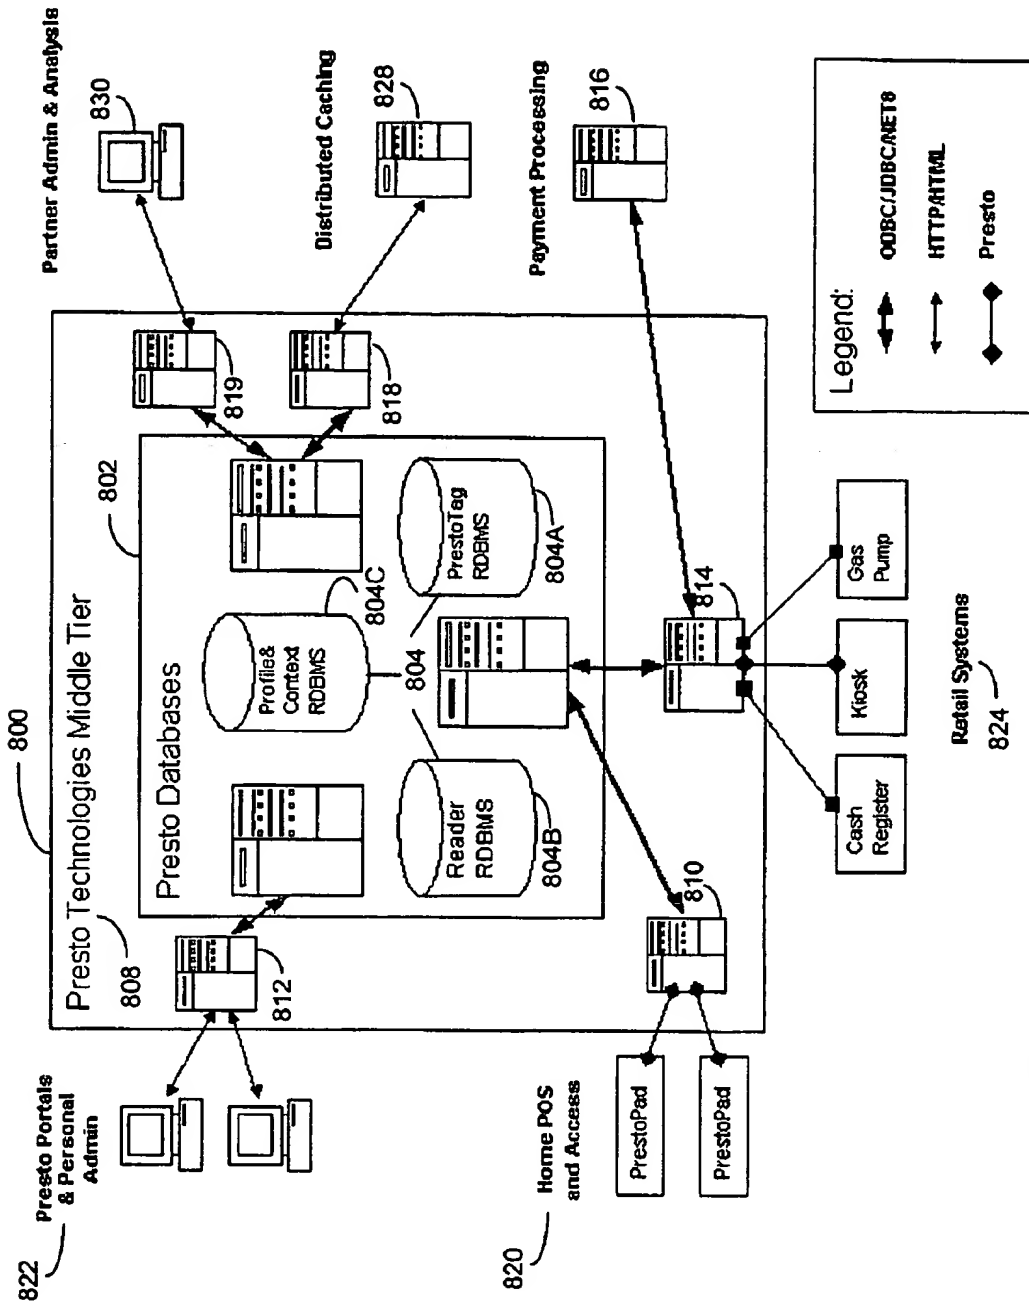 800
Presto Technologies Middle Tier
808
802
Presto Databases
822
Presto Portals
& Personal
Admin
812
Profile&
Context
RDBMS
804C
819
818
Partner Admin & Analysis
830
Distributed Caching
828
Reader
RDBMS
804B
804
PrestoTag
RDBMS
804A
820
Home POS
and Access
PrestoPad
PrestoPad
810
814
Payment Processing
816
Cash
Register
Kiosk
Gas
Pump
Retail Systems
824
Legend:
ODBC/JDBC/NET8
HTTP/HTML
Presto